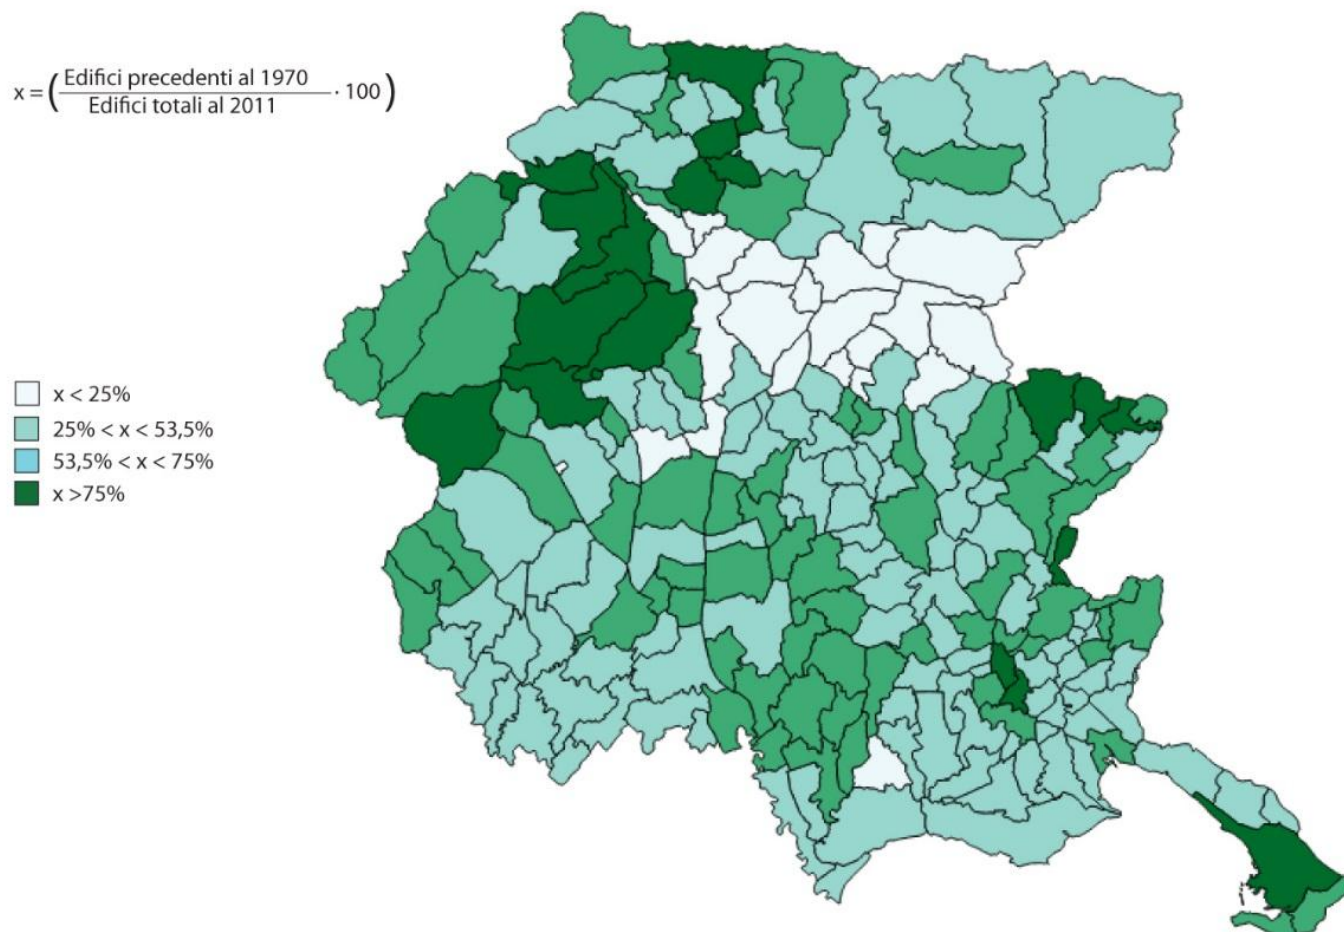 x = ( Edifici precedenti al 1970
Edifici totali al 2011 · 100 )
x < 25%
25% < x < 53,5%
53,5% < x < 75%
x >75%